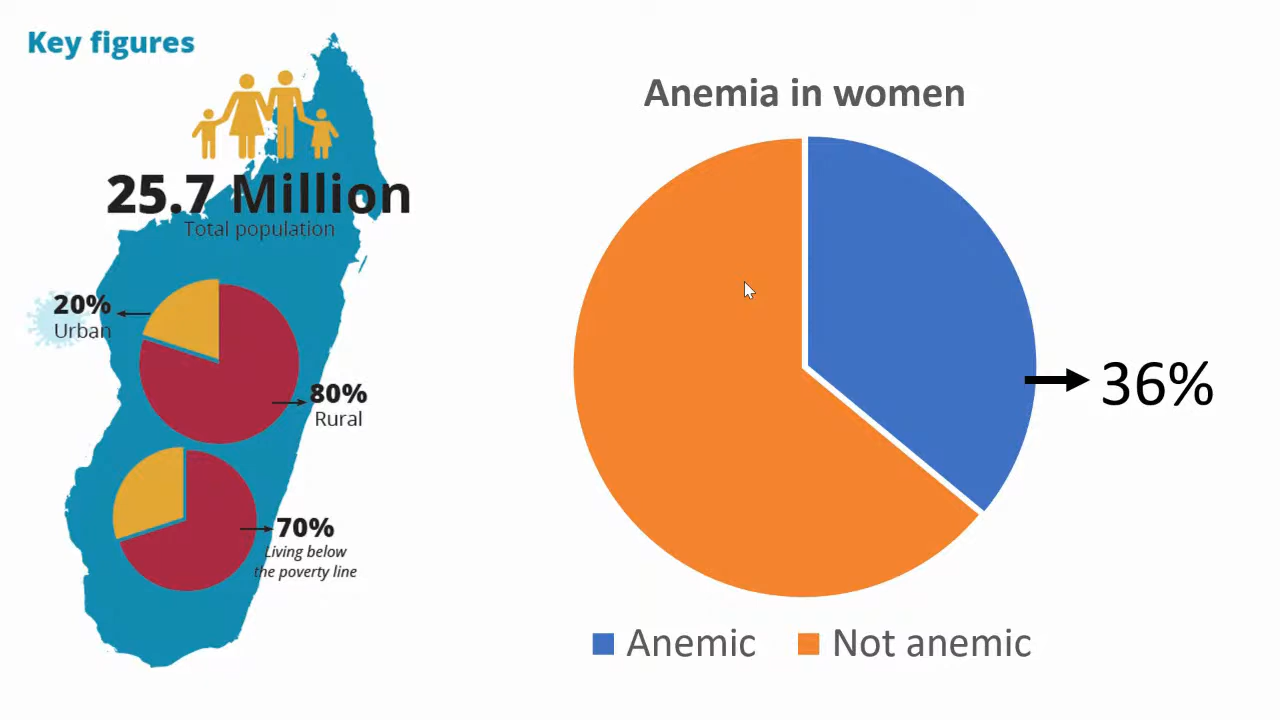 Key figures
25.7 Million
Total population
20%
Urban
80%
Rural
70%
Living below
the poverty line
Anemia in women
36%
Anemic
Not anemic